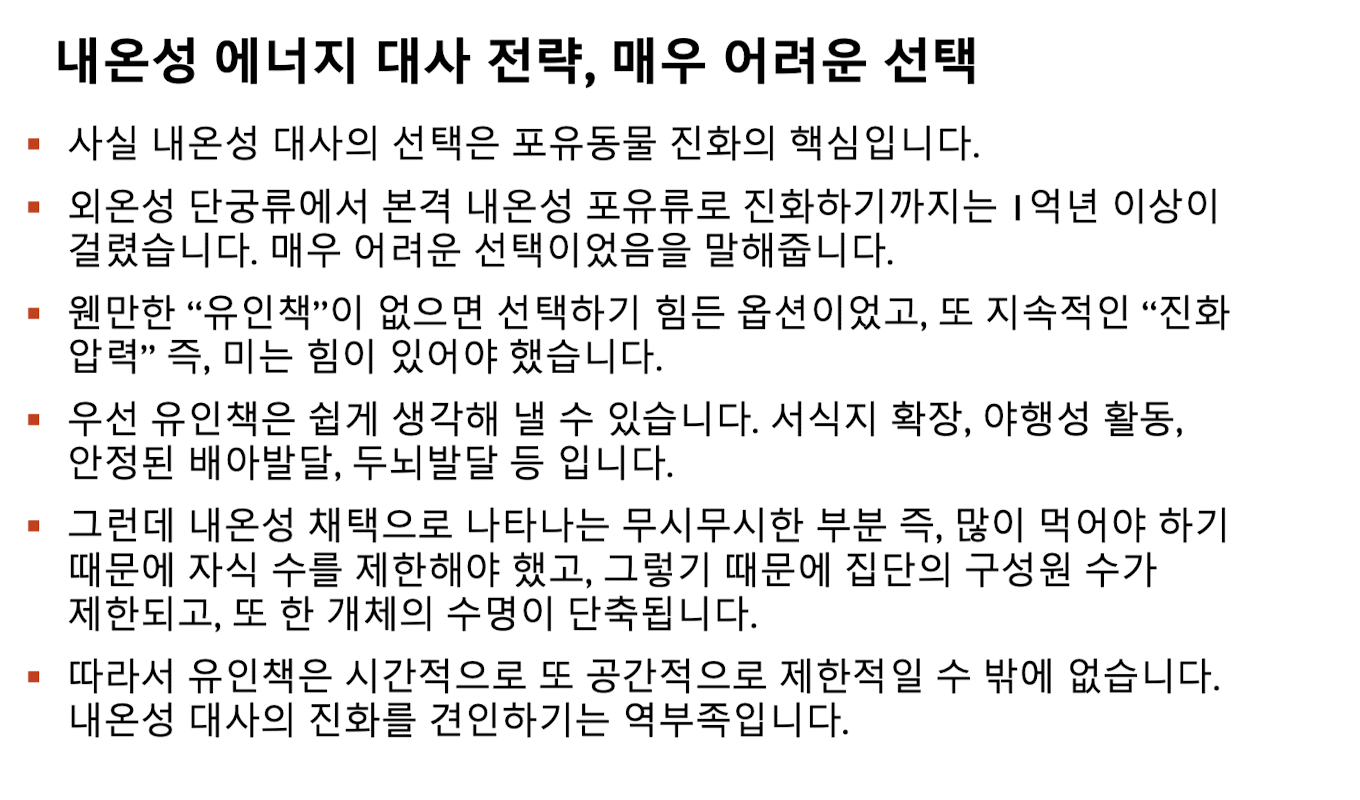 내온성 에너지 대사 전략, 매우 어려운 선택
▪ 사실 내온성 대사의 선택은 포유동물 진화의 핵심입니다.
▪ 외온성 단궁류에서 본격 내온성 포유류로 진화하기까지는 1억년 이상이
걸렸습니다. 매우 어려운 선택이었음을 말해줍니다.
▪ 웬만한 “유인책”이 없으면 선택하기 힘든 옵션이었고, 또 지속적인 “진화
압력” 즉, 미는 힘이 있어야 했습니다.
▪ 우선 유인책은 쉽게 생각해 낼 수 있습니다. 서식지 확장, 야행성 활동,
안정된 배아발달, 두뇌발달 등 입니다.
▪ 그런데 내온성 채택으로 나타나는 무시무시한 부분 즉, 많이 먹어야 하기
때문에 자식 수를 제한해야 했고, 그렇기 때문에 집단의 구성원 수가
제한되고, 또 한 개체의 수명이 단축됩니다.
▪ 따라서 유인책은 시간적으로 또 공간적으로 제한적일 수 밖에 없습니다.
내온성 대사의 진화를 견인하기는 역부족입니다.